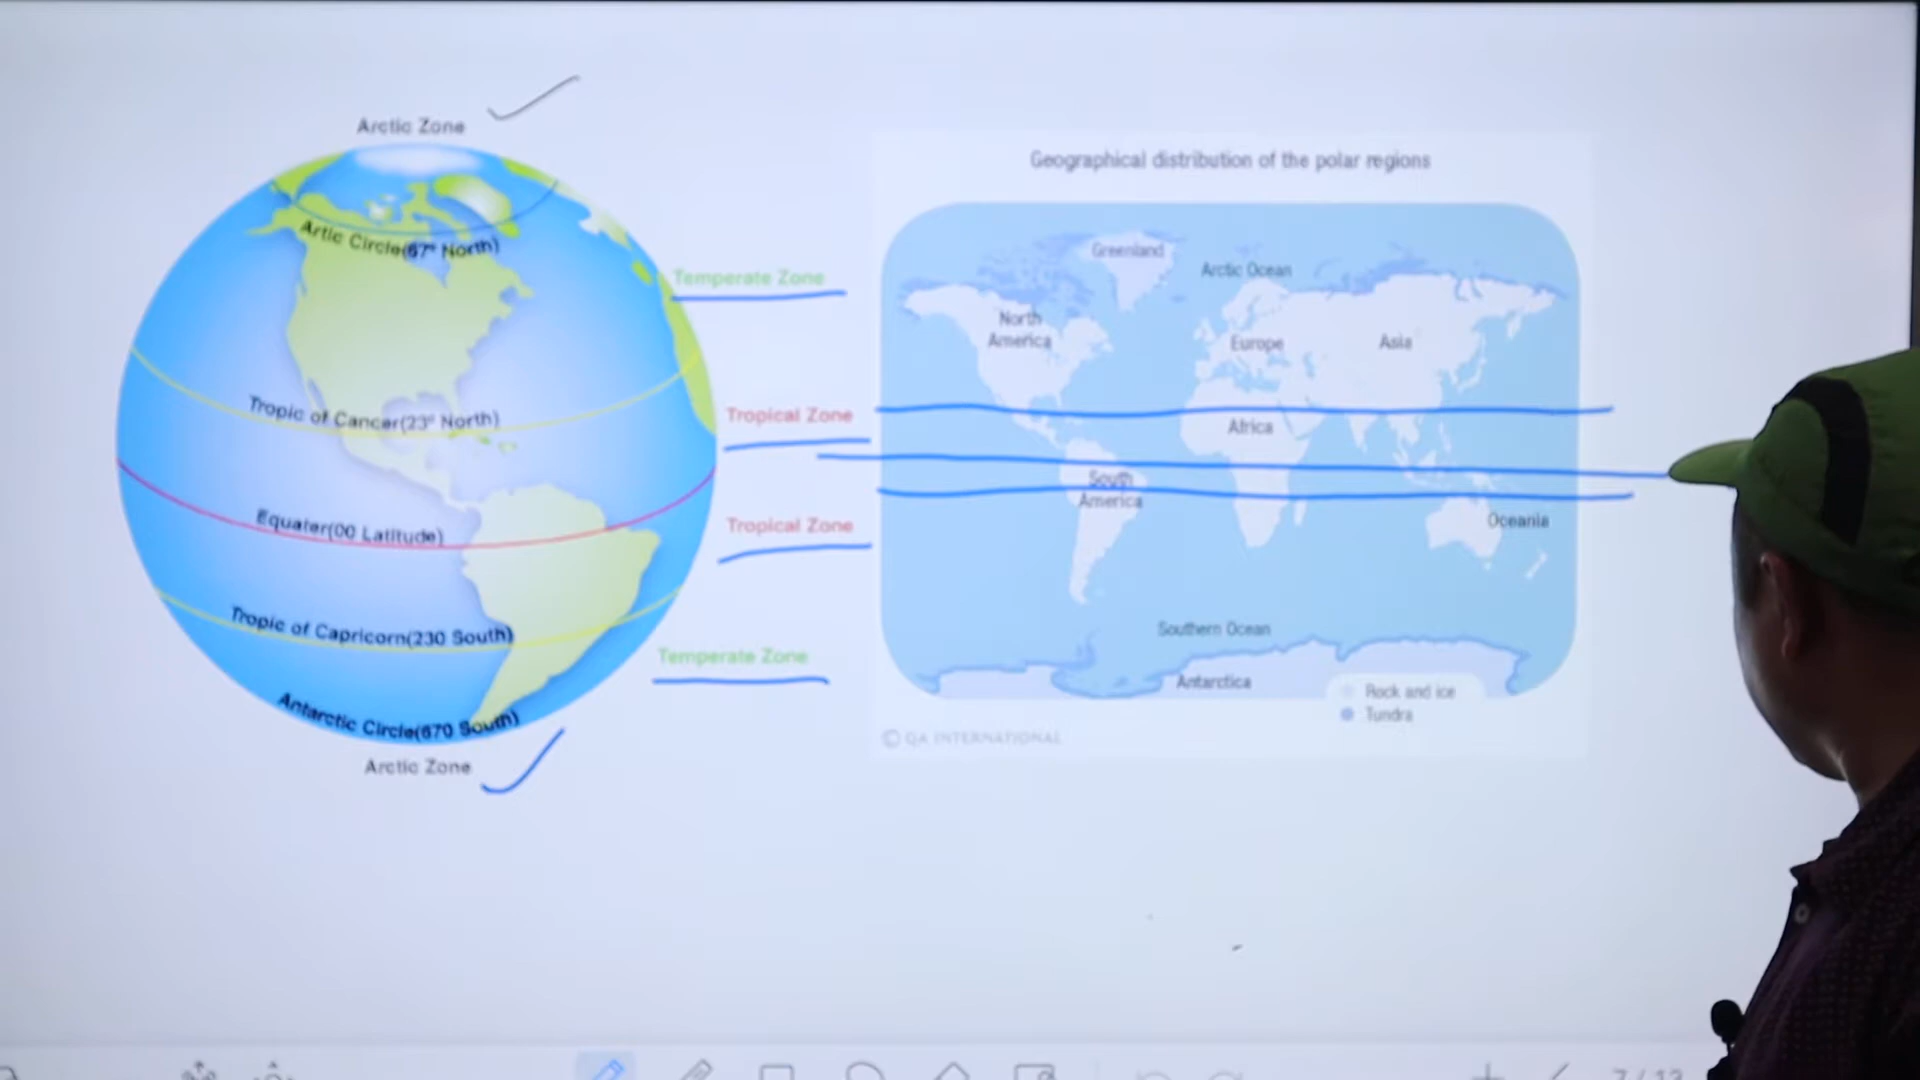 Arctic Zone
Artic Circle(67° North)
Temperate Zone
Tropic of Cancer(23° North)
Tropical Zone
Equater(00 Latitude)
Tropical Zone
Tropic of Capricorn(230 South)
Temperate Zone
Antarctic Circle(670 South)
Arctic Zone
Geographical distribution of the polar regions
Greenland
Arctic Ocean
North
America
Europe
Asia
Africa
South
America
Oceania
Southern Ocean
Antarctica
Rock and ice
Tundra
© QA INTERNATIONAL
7 / 13